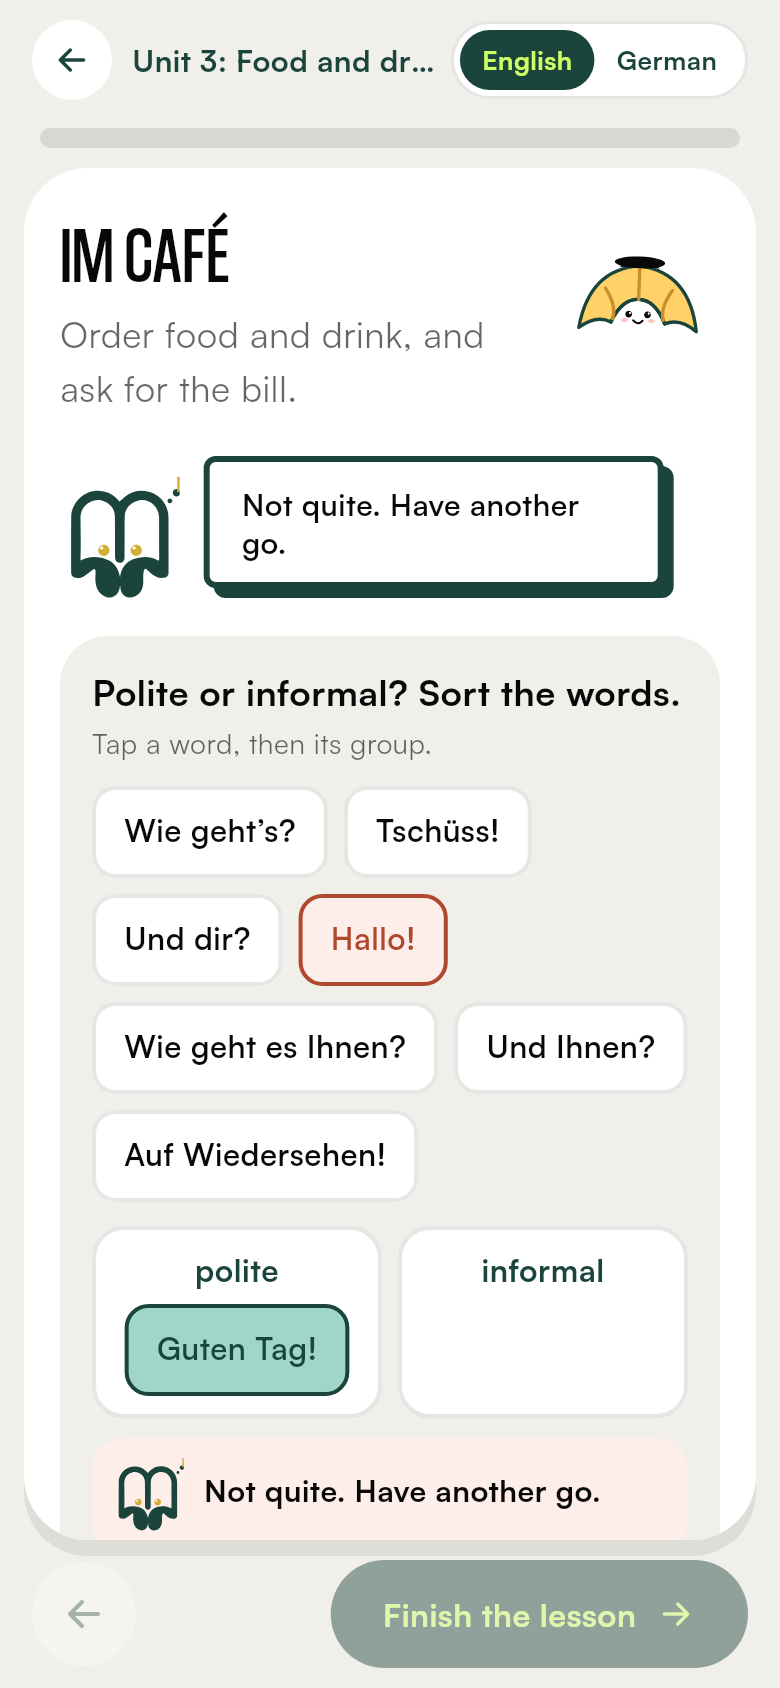 Unit 3: Food and dr...
English
German
IM CAFÉ
Order food and drink, and
ask for the bill.
Not quite. Have another
go.
Polite or informal? Sort the words.
Tap a word, then its group.
Wie geht’s?
Tschüss!
Und dir?
Hallo!
Wie geht es Ihnen?
Und Ihnen?
Auf Wiedersehen!
polite
informal
Guten Tag!
Not quite. Have another go.
Finish the lesson